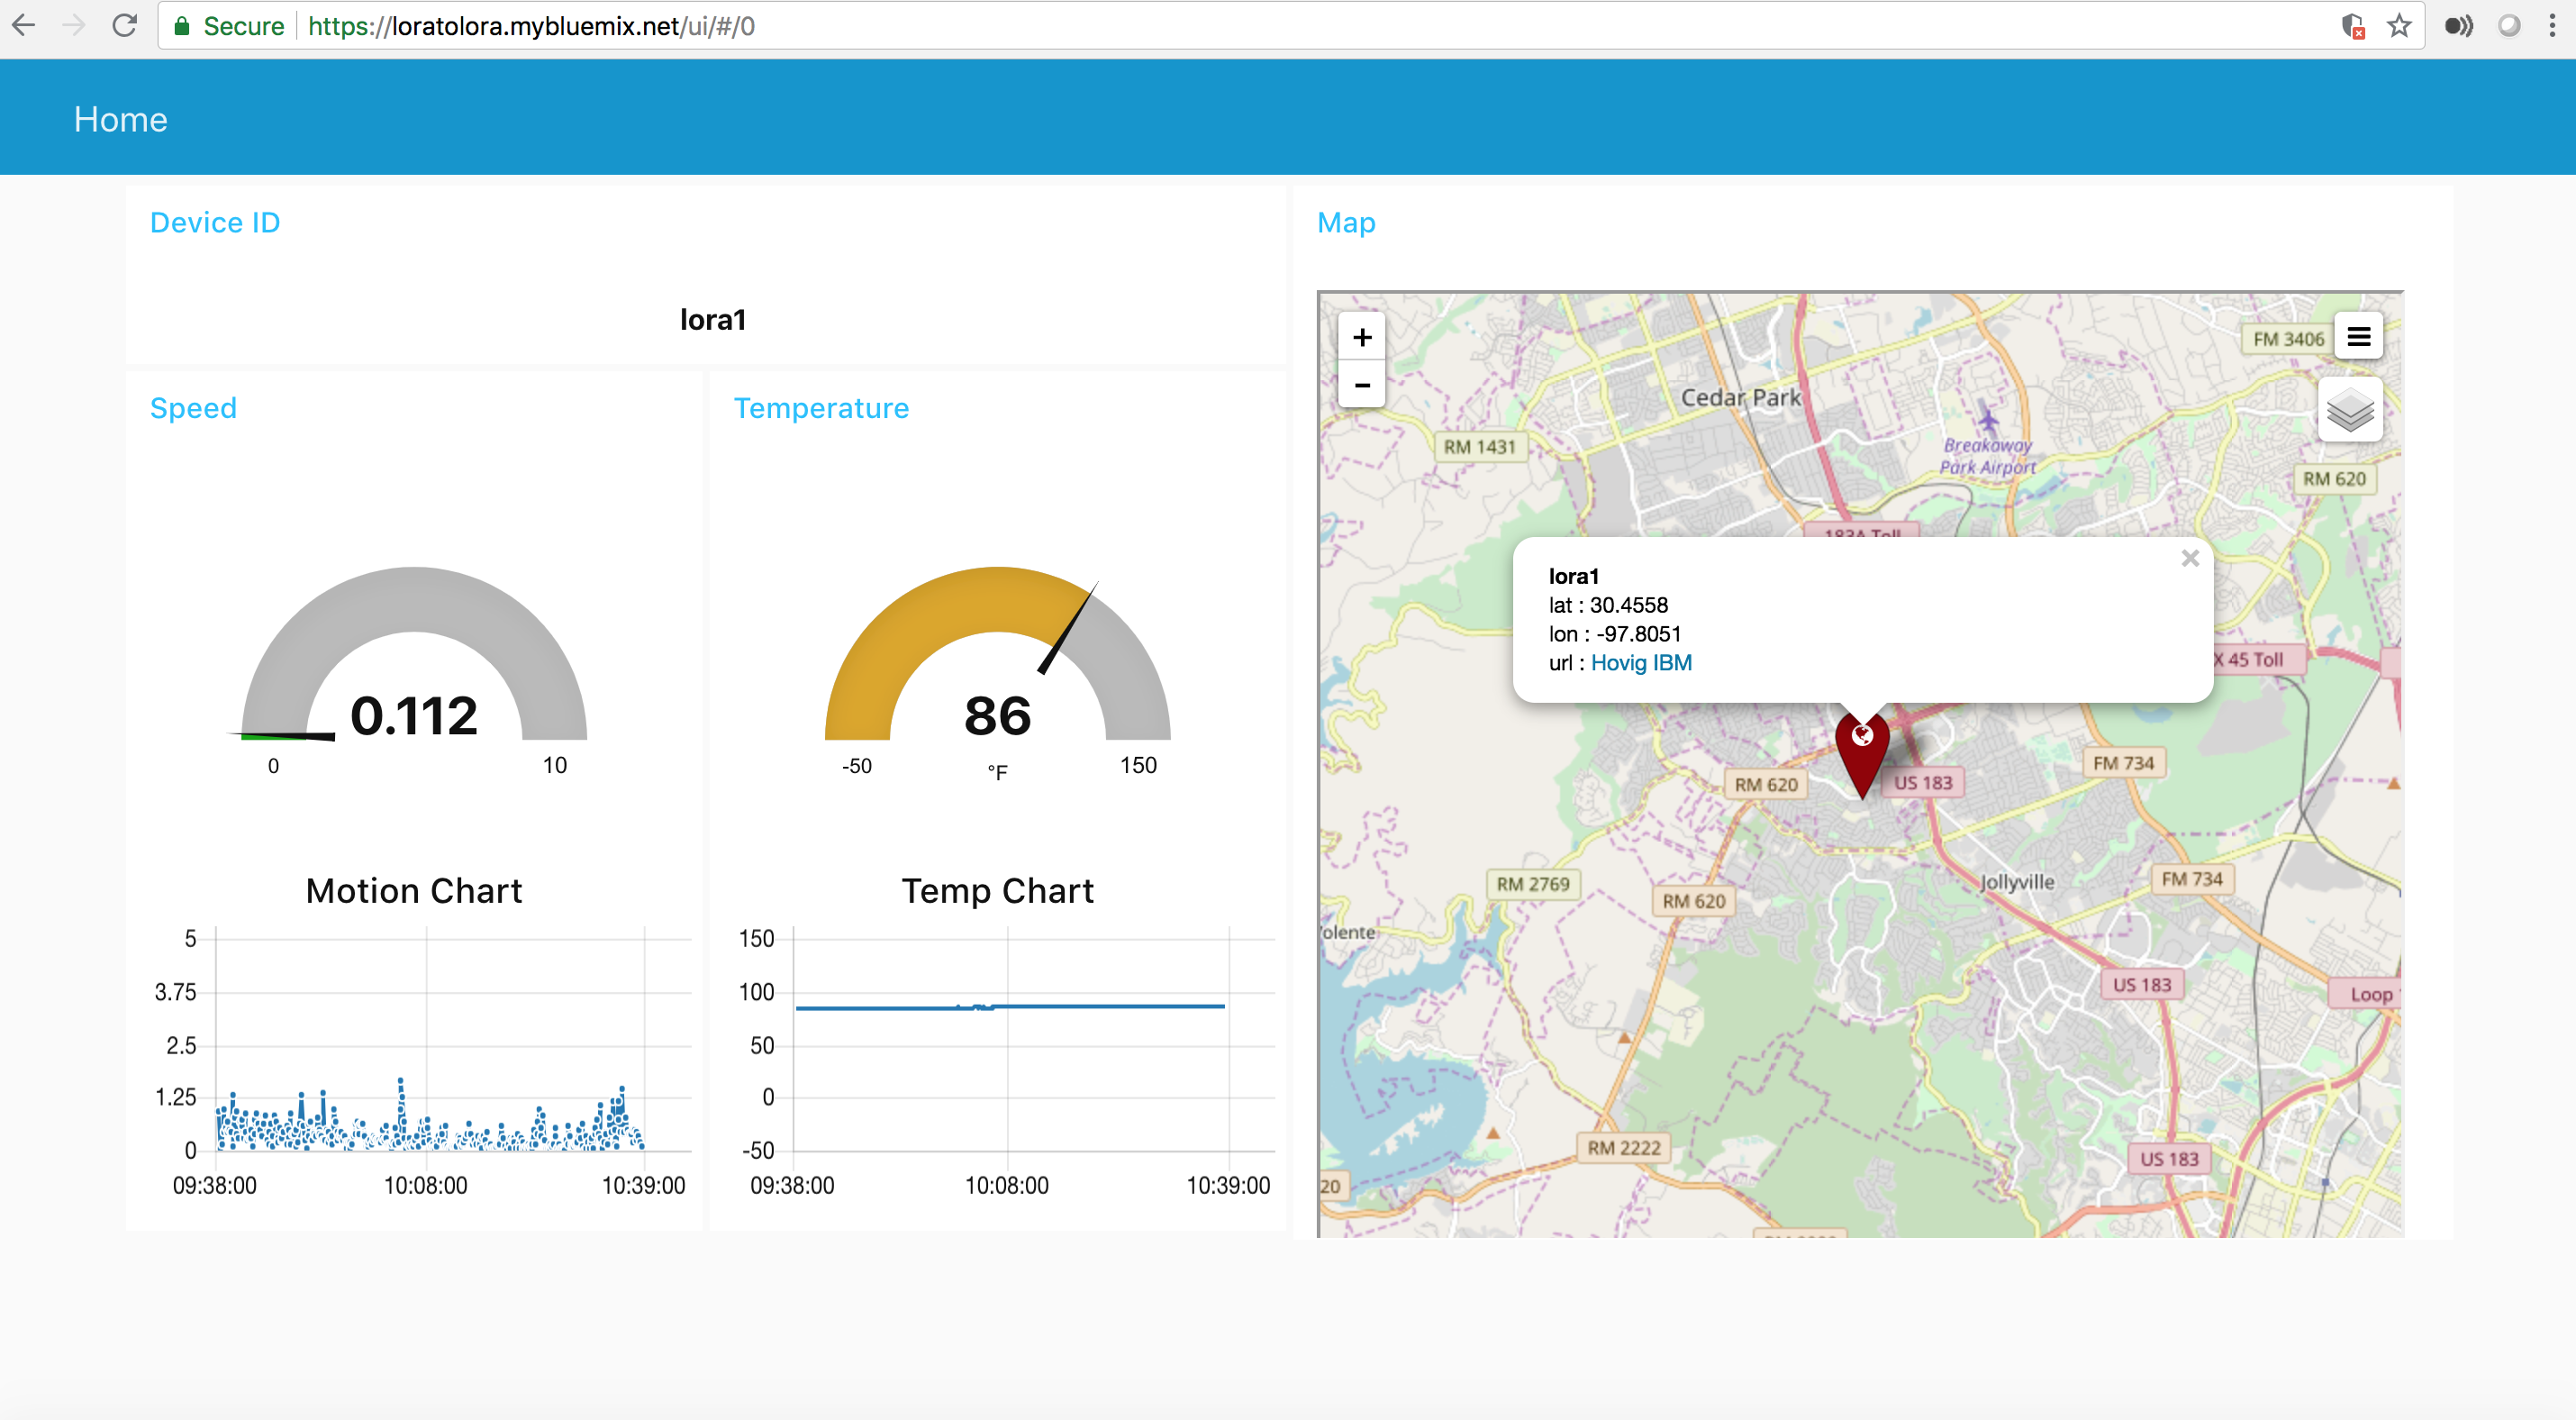 Secure https://loratolora.mybluemix.net/ui/#/0
Home
Device ID
lora1
Speed
0.112
0
10
Motion Chart
5
3.75
2.5
1.25
0
09:38:00
10:08:00
10:39:00
Temperature
86
-50
°F
150
Temp Chart
150
100
50
0
-50
09:38:00
10:08:00
10:39:00
Map
+
−
FM 3406
Cedar Park
RM 1431
Breakaway
Park Airport
RM 620
183A Toll
lora1
lat : 30.4558
lon : -97.8051
url : Hovig IBM
X 45 Toll
RM 620
US 183
FM 734
RM 2769
RM 620
Jollyville
FM 734
olente
US 183
Loop
RM 2222
US 183
20